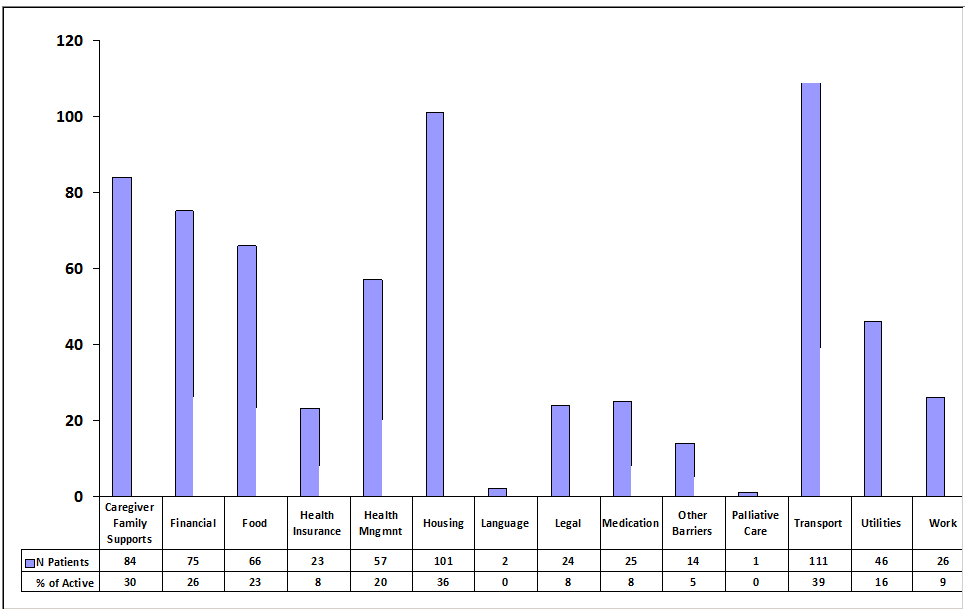 120
100
80
60
40
20
0
Caregiver Family Supports
Financial
Food
Health Insurance
Health Mngmnt
Housing
Language
Legal
Medication
Other Barriers
Palliative Care
Transport
Utilities
Work
N Patients 84 75 66 23 57 101 2 24 25 14 1 111 46 26
% of Active 30 26 23 8 20 36 0 8 8 5 0 39 16 9